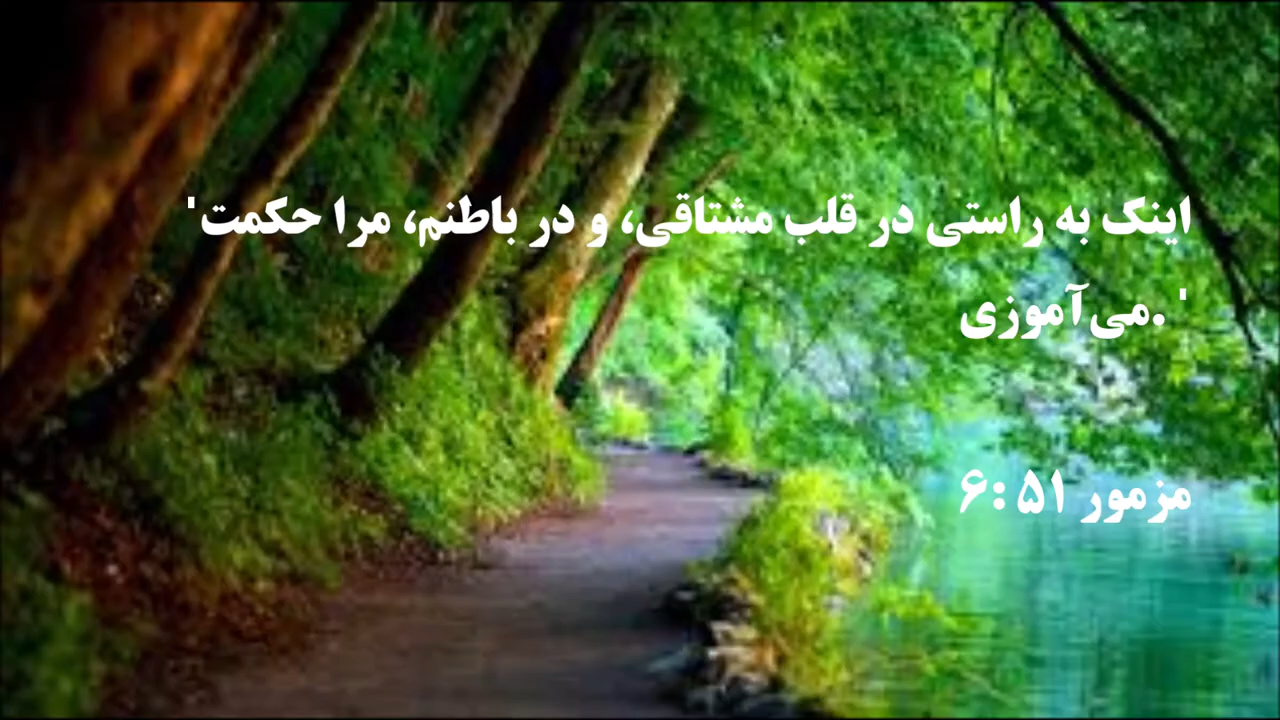 'اینک به راستی در قلب مشتاقی، و در باطنم، مرا حکمت
می‌آموزی. '
مزمور ۵۱:۶